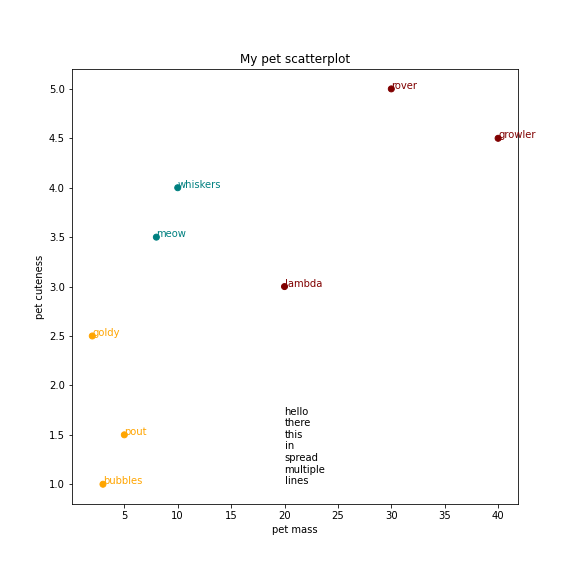 My pet scatterplot
pet cuteness
5.0
4.5
4.0
3.5
3.0
2.5
2.0
1.5
1.0
rover
growler
whiskers
meow
lambda
goldy
pout
bubbles
hello
there
this
in
spread
multiple
lines
5 10 15 20 25 30 35 40
pet mass